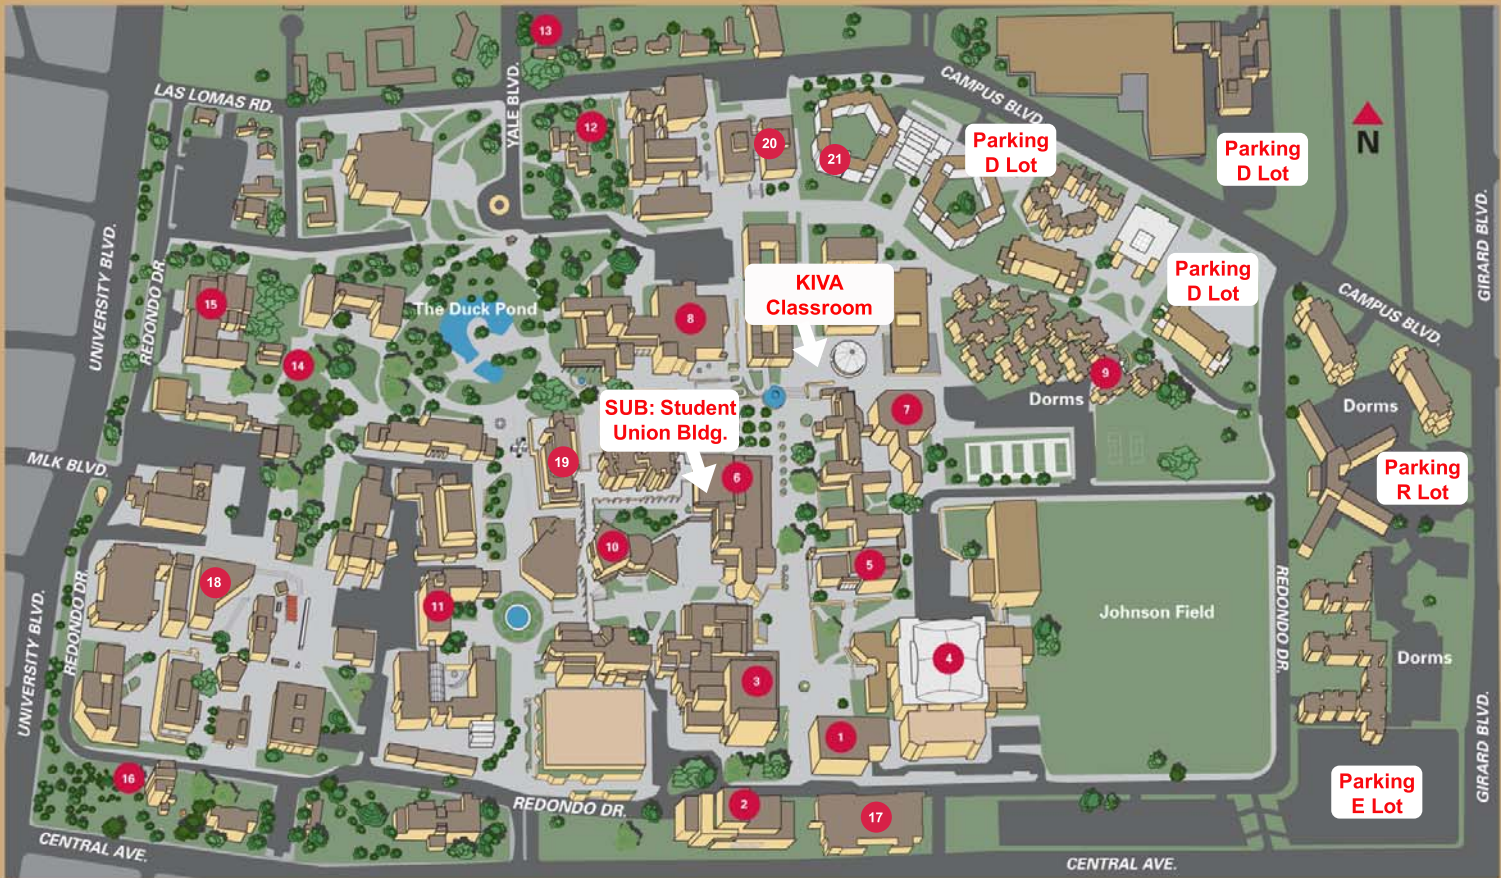 13
LAS LOMAS RD.
YALE BLVD.
CAMPUS BLVD.
12
20
21
Parking
D Lot
Parking
D Lot
N
UNIVERSITY BLVD.
REDONDO DR.
GIRARD BLVD.
15
The Duck Pond
8
KIVA
Classroom
Parking
D Lot
CAMPUS BLVD.
14
9
Dorms
Dorms
SUB: Student
Union Bldg.
7
MLK BLVD.
19
6
Parking
R Lot
10
5
18
11
UNIVERSITY BLVD.
REDONDO DR.
Johnson Field
REDONDO DR.
4
Dorms
3
1
GIRARD BLVD.
16
REDONDO DR.
2
17
Parking
E Lot
CENTRAL AVE.
CENTRAL AVE.